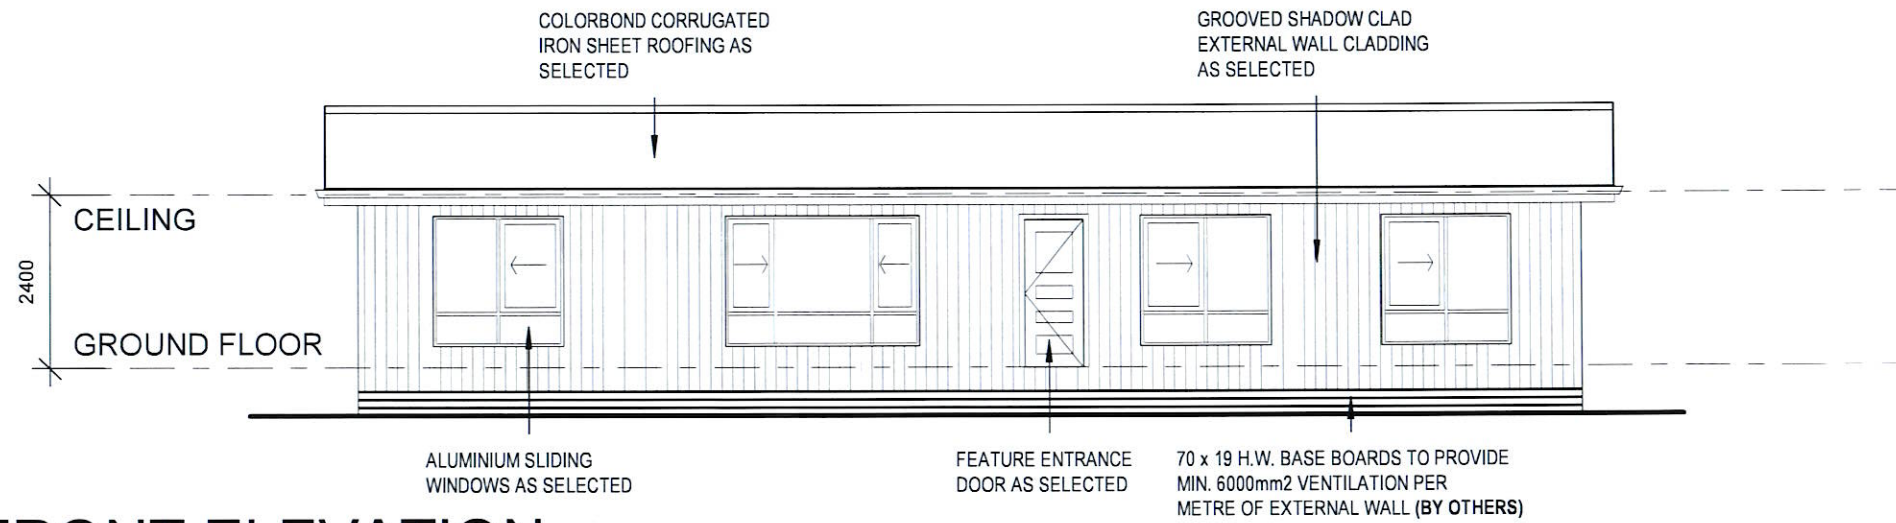 COLORBOND CORRUGATED
IRON SHEET ROOFING AS
SELECTED
GROOVED SHADOW CLAD
EXTERNAL WALL CLADDING
AS SELECTED
CEILING
2400
GROUND FLOOR
ALUMINIUM SLIDING
WINDOWS AS SELECTED
FEATURE ENTRANCE
DOOR AS SELECTED
70 x 19 H.W. BASE BOARDS TO PROVIDE
MIN. 6000mm2 VENTILATION PER
METRE OF EXTERNAL WALL (BY OTHERS)
FRONT ELEVATION